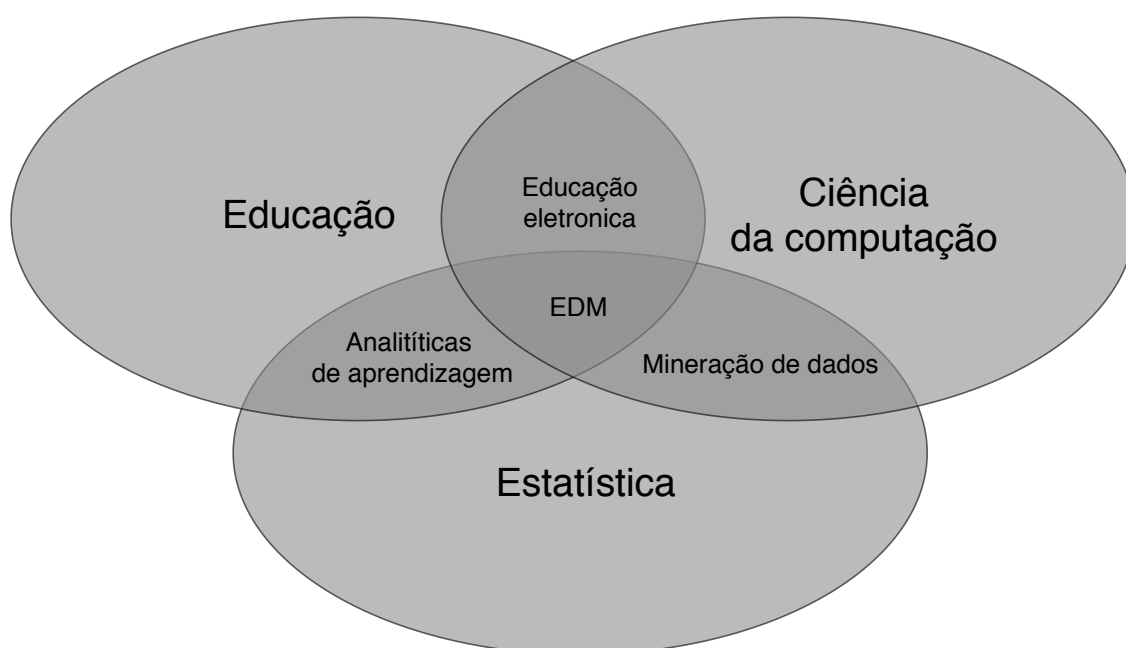 Educação
Educação
eletronica
Ciência
da computação
EDM
Analitíticas
de aprendizagem
Mineração de dados
Estatística